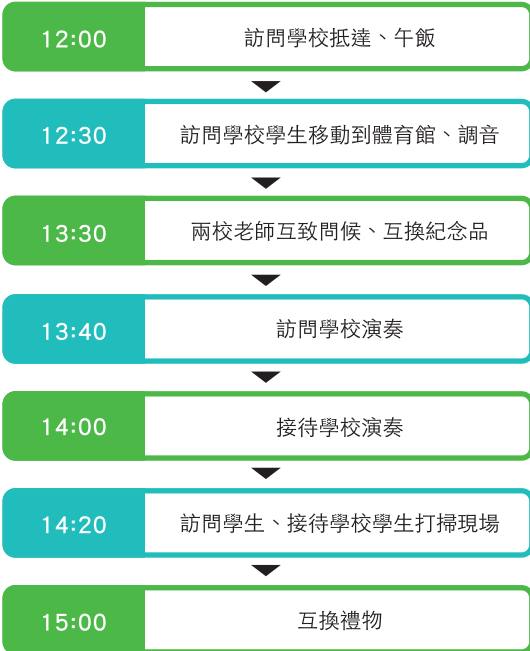 12:00 訪問學校抵達、午飯
12:30 訪問學校學生移動到體育館、調音
13:30 兩校老師互致問候、互換紀念品
13:40 訪問學校演奏
14:00 接待學校演奏
14:20 訪問學生、接待學校學生打掃現場
15:00 互換禮物